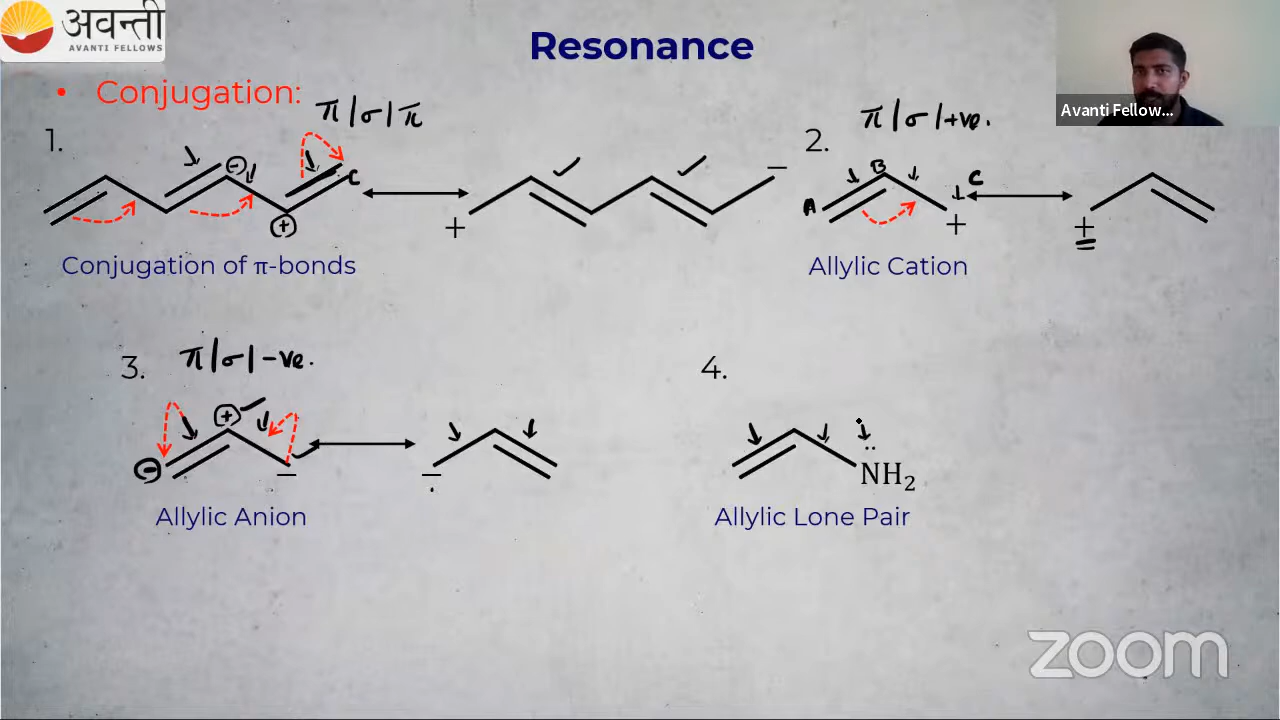 अवन्ती
AVANTI FELLOWS
Resonance
Avanti Fellow...
• Conjugation:
π | σ | π
π | σ | +ve.
1.
2.
⊖
C
+
⊕
−
A
B
C
+
+
Conjugation of π-bonds
Allylic Cation
3.
π | σ | -ve.
4.
⊕
⊖
−
−
..
NH₂
Allylic Anion
Allylic Lone Pair
zoom